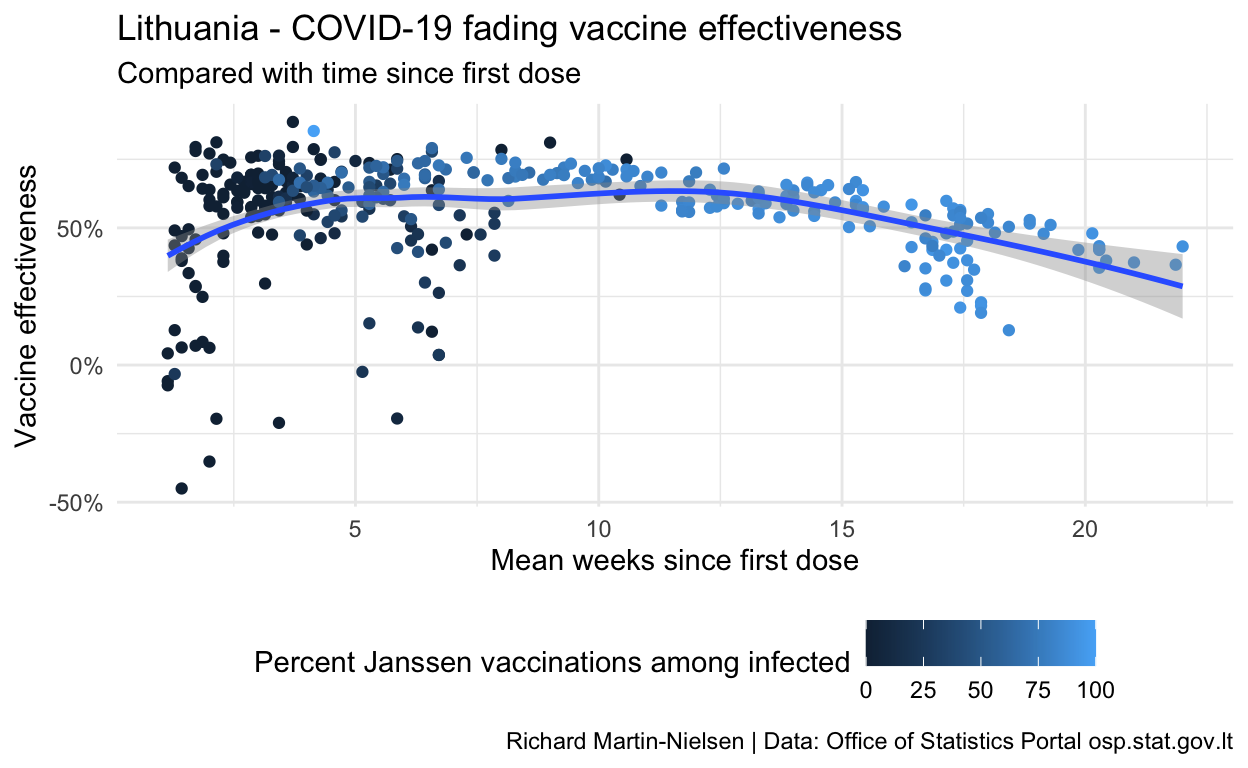 Lithuania - COVID-19 fading vaccine effectiveness
Compared with time since first dose
Vaccine effectiveness
50%
0%
-50%
5 10 15 20
Mean weeks since first dose
Percent Janssen vaccinations among infected
0 25 50 75 100
Richard Martin-Nielsen | Data: Office of Statistics Portal osp.stat.gov.lt